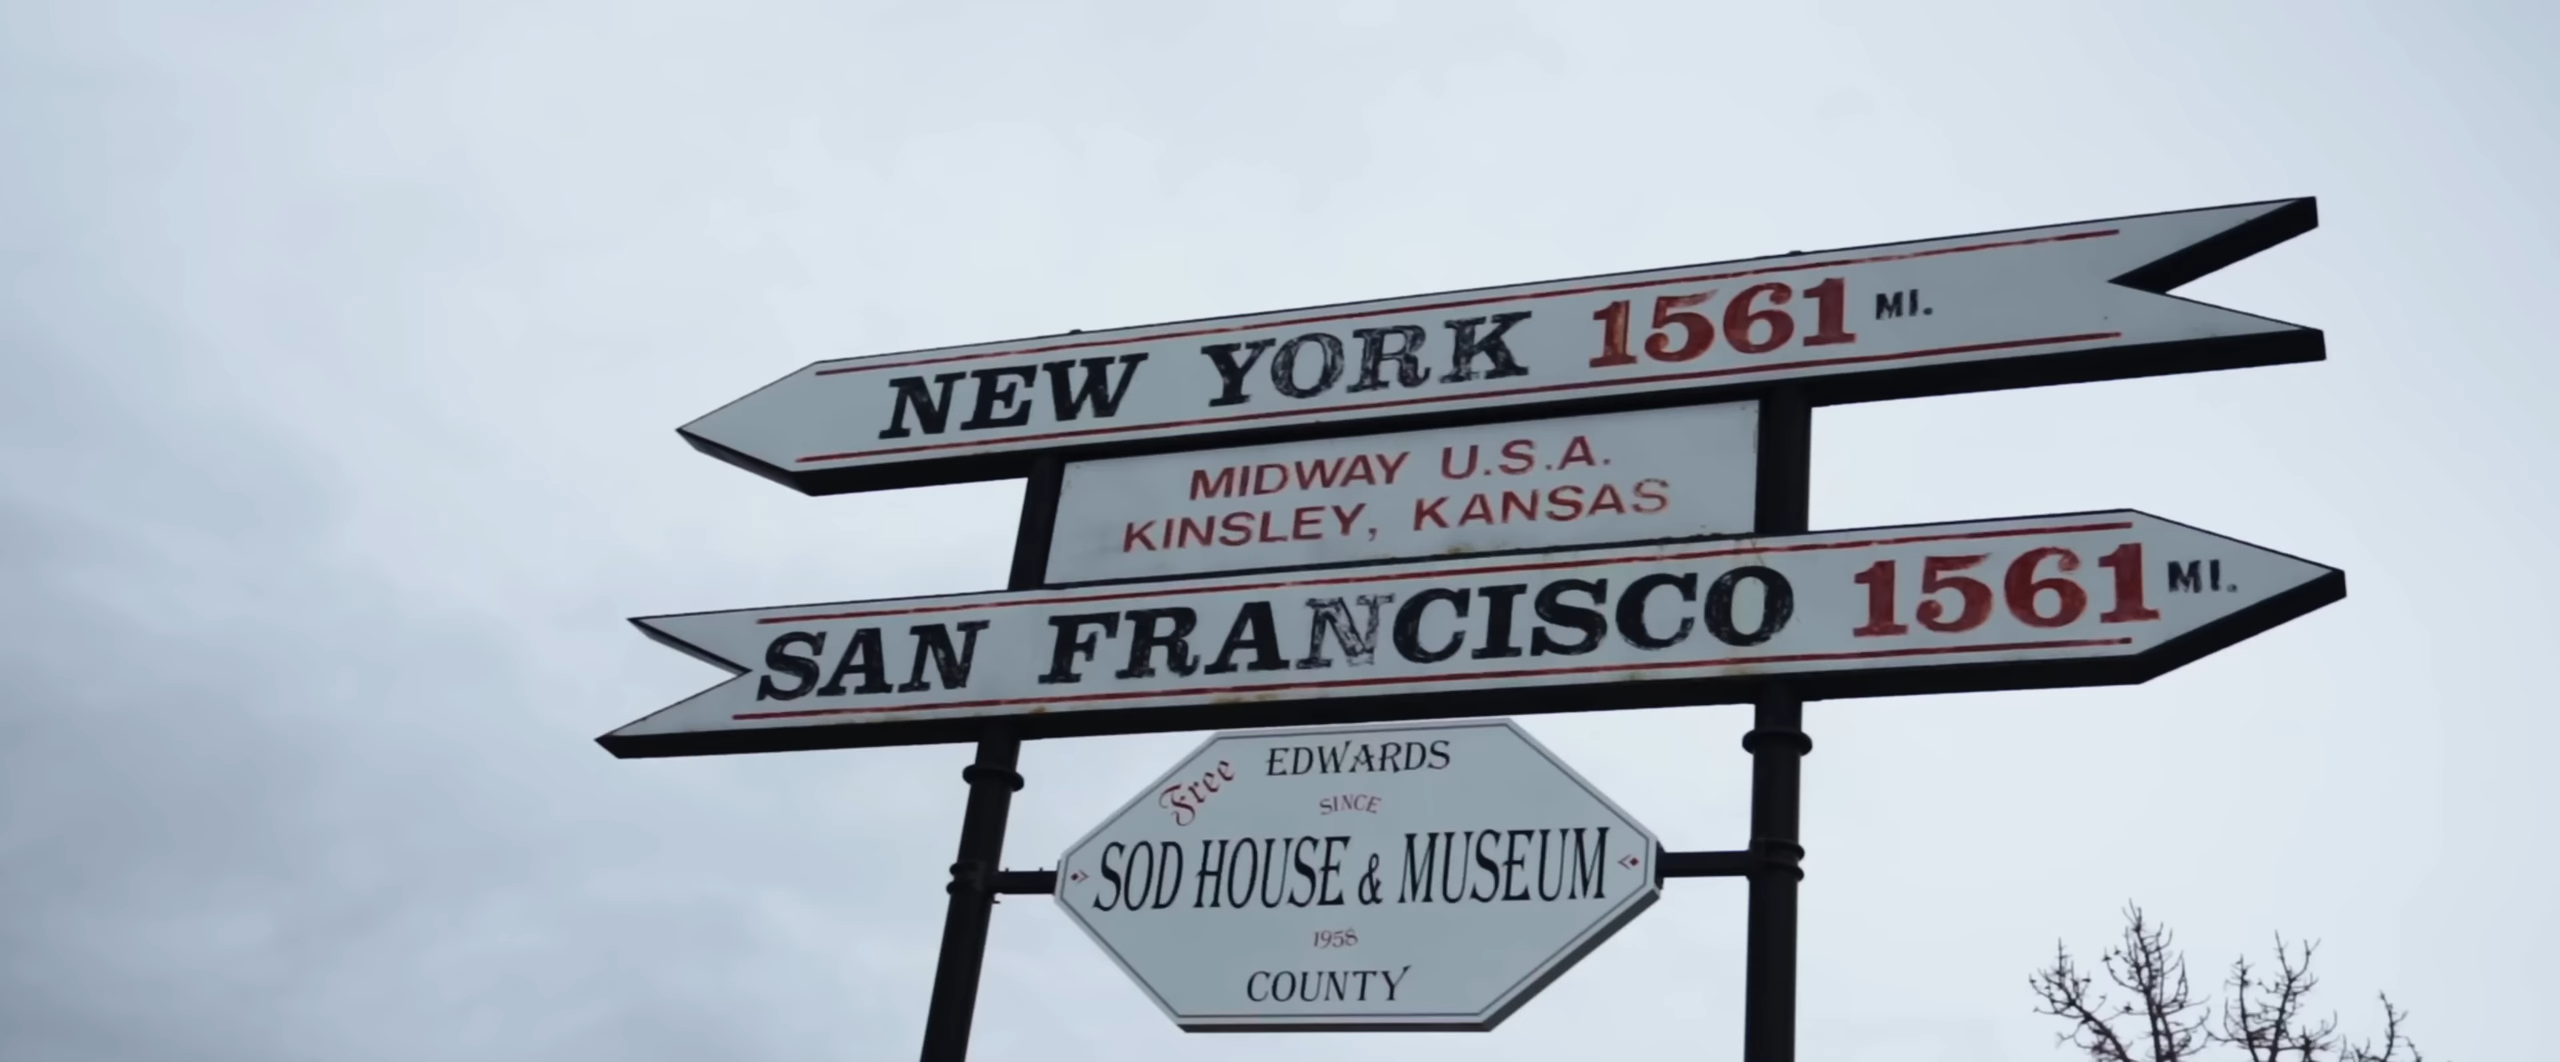 NEW YORK 1561 MI.
MIDWAY U.S.A.
KINSLEY, KANSAS
SAN FRANCISCO 1561 MI.
Free
EDWARDS
SINCE
SOD HOUSE & MUSEUM
1958
COUNTY